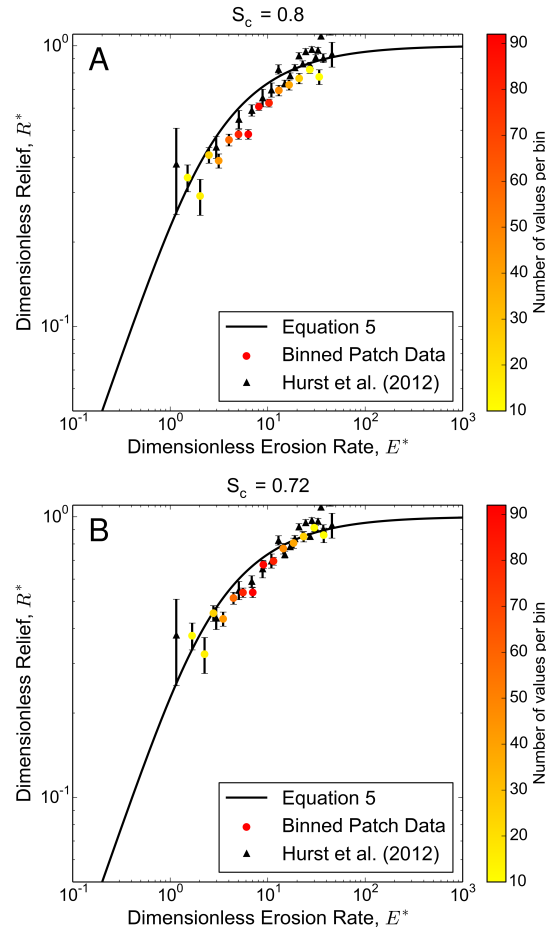 S_c = 0.8
A
10^0
10^-1
Dimensionless Relief, R*
10^-1 10^0 10^1 10^2 10^3
Dimensionless Erosion Rate, E*
Equation 5
Binned Patch Data
Hurst et al. (2012)
90
80
70
60
50
40
30
20
10
Number of values per bin
S_c = 0.72
B
10^0
10^-1
Dimensionless Relief, R*
10^-1 10^0 10^1 10^2 10^3
Dimensionless Erosion Rate, E*
Equation 5
Binned Patch Data
Hurst et al. (2012)
90
80
70
60
50
40
30
20
10
Number of values per bin